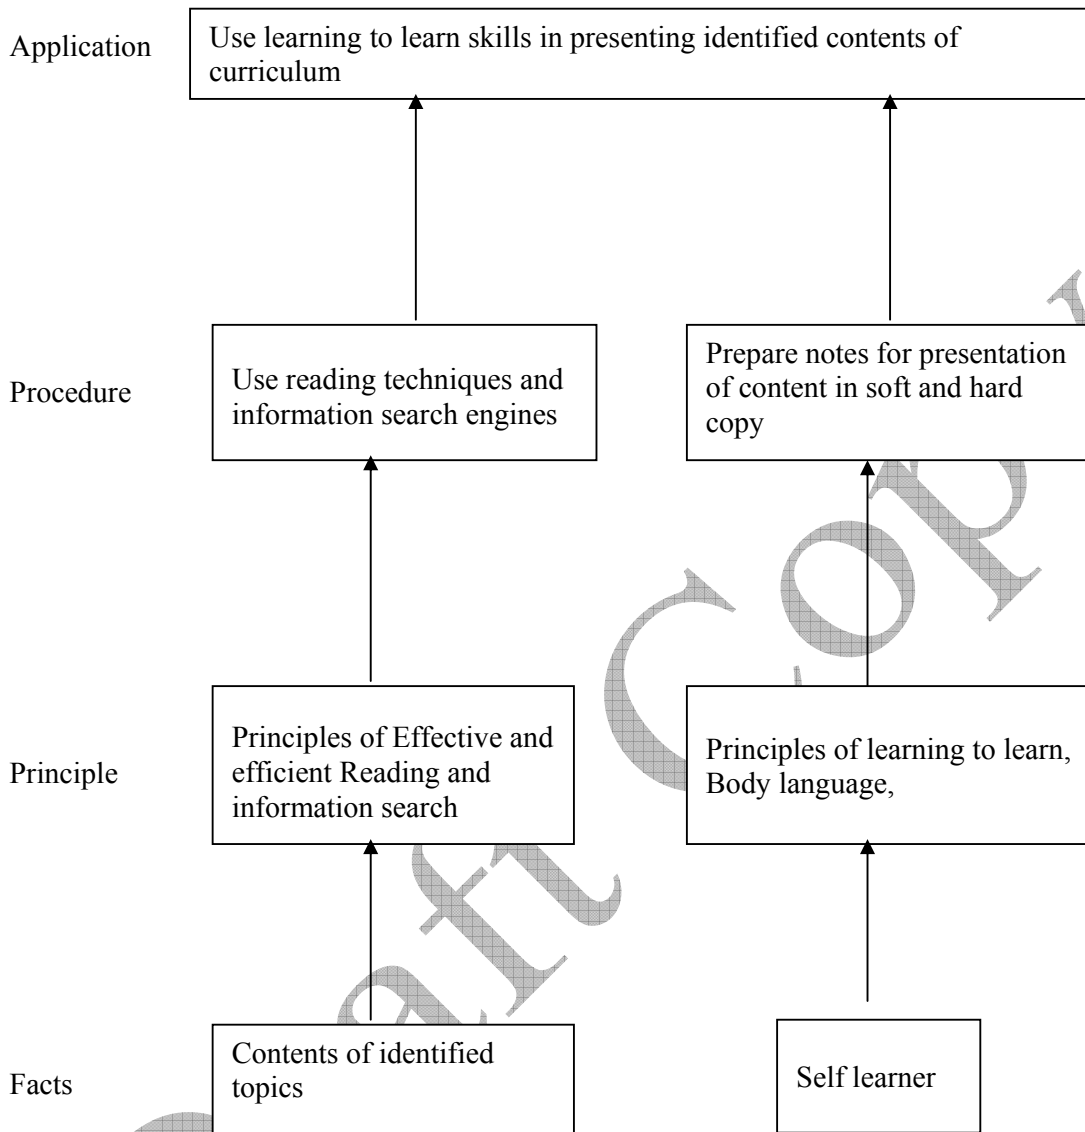 Application
Use learning to learn skills in presenting identified contents of
curriculum
Procedure
Use reading techniques and
information search engines
Prepare notes for presentation
of content in soft and hard
copy
Principle
Principles of Effective and
efficient Reading and
information search
Principles of learning to learn,
Body language,
Facts
Contents of identified
topics
Self learner